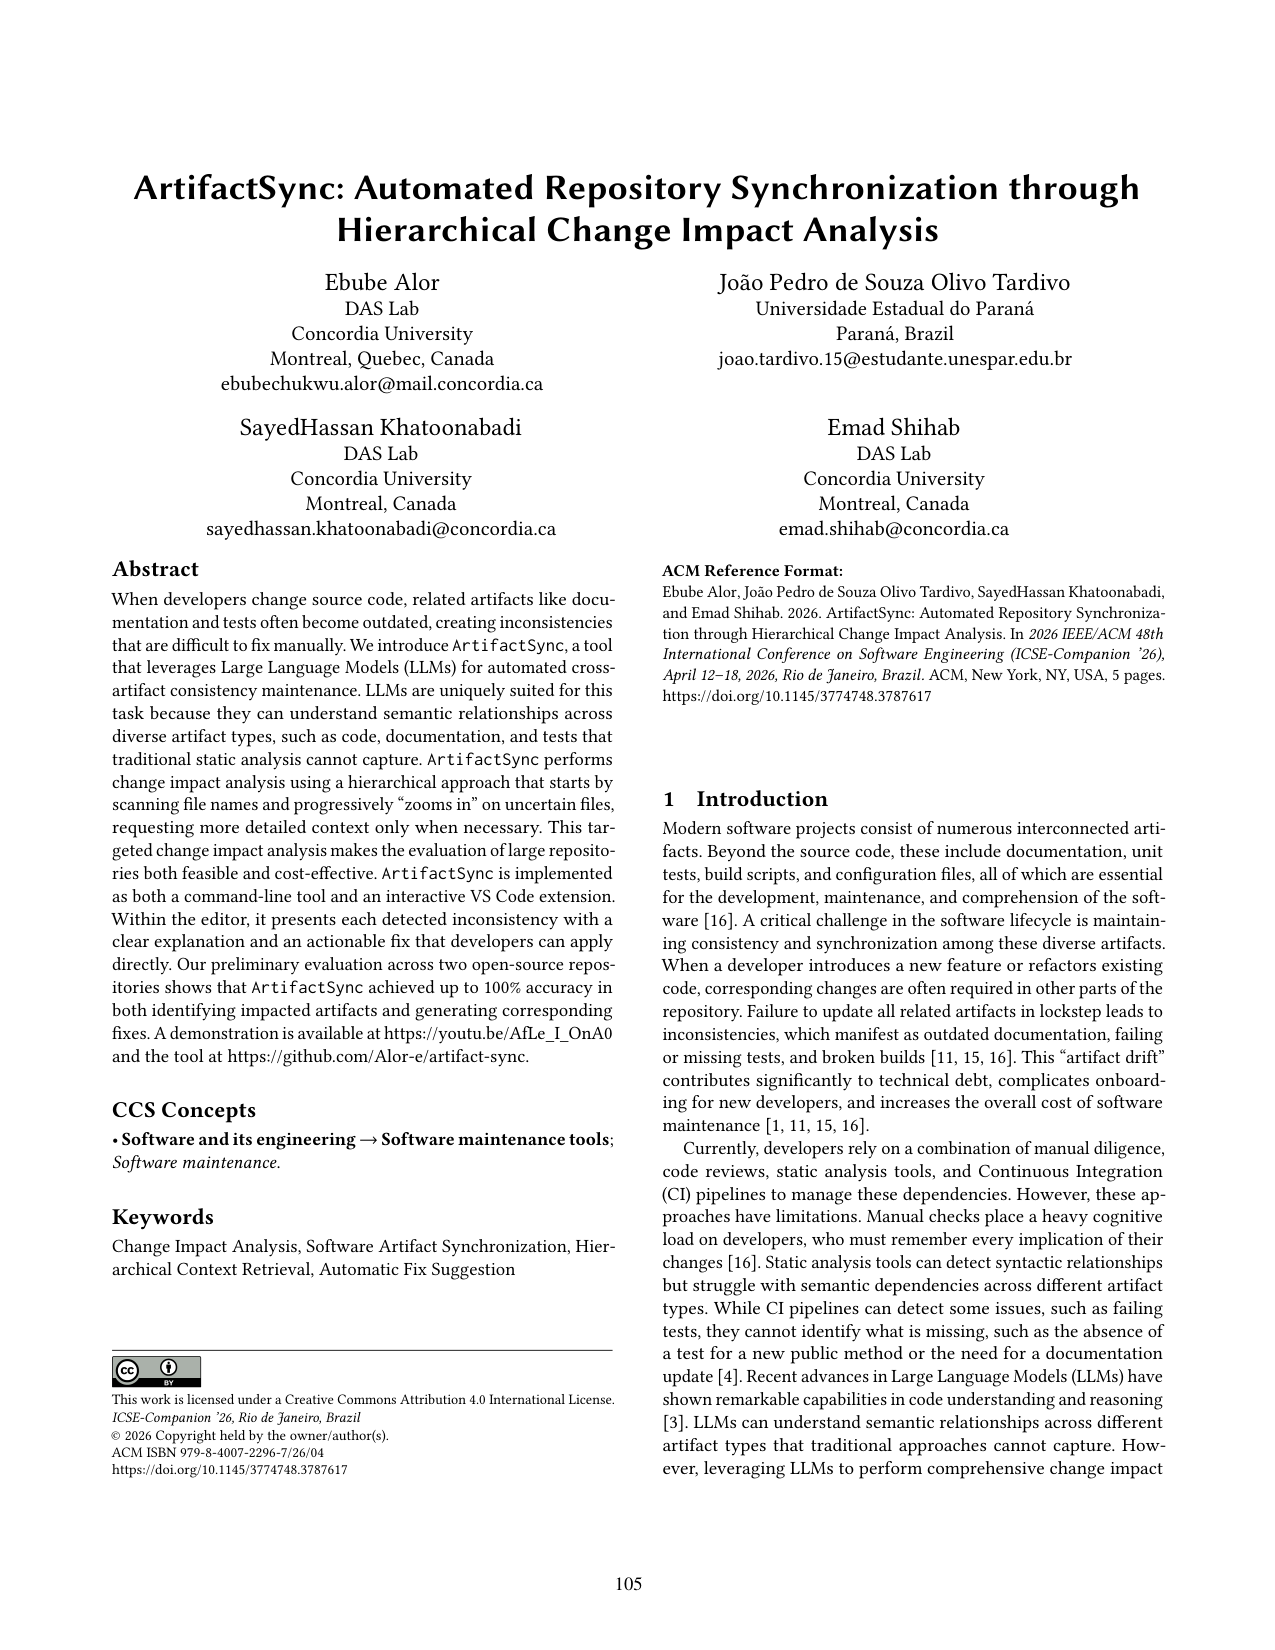 ArtifactSync: Automated Repository Synchronization through
Hierarchical Change Impact Analysis
Ebube Alor
DAS Lab
Concordia University
Montreal, Quebec, Canada
ebubechukwu.alor@mail.concordia.ca
João Pedro de Souza Olivo Tardivo
Universidade Estadual do Paraná
Paraná, Brazil
joao.tardivo.15@estudante.unespar.edu.br
SayedHassan Khatoonabadi
DAS Lab
Concordia University
Montreal, Canada
sayedhassan.khatoonabadi@concordia.ca
Emad Shihab
DAS Lab
Concordia University
Montreal, Canada
emad.shihab@concordia.ca
Abstract
When developers change source code, related artifacts like docu-
mentation and tests often become outdated, creating inconsistencies
that are difficult to fix manually. We introduce ArtifactSync, a tool
that leverages Large Language Models (LLMs) for automated cross-
artifact consistency maintenance. LLMs are uniquely suited for this
task because they can understand semantic relationships across
diverse artifact types, such as code, documentation, and tests that
traditional static analysis cannot capture. ArtifactSync performs
change impact analysis using a hierarchical approach that starts by
scanning file names and progressively “zooms in” on uncertain files,
requesting more detailed context only when necessary. This tar-
geted change impact analysis makes the evaluation of large reposito-
ries both feasible and cost-effective. ArtifactSync is implemented
as both a command-line tool and an interactive VS Code extension.
Within the editor, it presents each detected inconsistency with a
clear explanation and an actionable fix that developers can apply
directly. Our preliminary evaluation across two open-source repos-
itories shows that ArtifactSync achieved up to 100% accuracy in
both identifying impacted artifacts and generating corresponding
fixes. A demonstration is available at https://youtu.be/AfLe_I_OnA0
and the tool at https://github.com/Alor-e/artifact-sync.
CCS Concepts
• Software and its engineering → Software maintenance tools;
Software maintenance.
Keywords
Change Impact Analysis, Software Artifact Synchronization, Hier-
archical Context Retrieval, Automatic Fix Suggestion
cc
BY
This work is licensed under a Creative Commons Attribution 4.0 International License.
ICSE-Companion ’26, Rio de Janeiro, Brazil
© 2026 Copyright held by the owner/author(s).
ACM ISBN 979-8-4007-2296-7/26/04
https://doi.org/10.1145/3774748.3787617
ACM Reference Format:
Ebube Alor, João Pedro de Souza Olivo Tardivo, SayedHassan Khatoonabadi,
and Emad Shihab. 2026. ArtifactSync: Automated Repository Synchroniza-
tion through Hierarchical Change Impact Analysis. In 2026 IEEE/ACM 48th
International Conference on Software Engineering (ICSE-Companion ’26),
April 12–18, 2026, Rio de Janeiro, Brazil. ACM, New York, NY, USA, 5 pages.
https://doi.org/10.1145/3774748.3787617
1 Introduction
Modern software projects consist of numerous interconnected arti-
facts. Beyond the source code, these include documentation, unit
tests, build scripts, and configuration files, all of which are essential
for the development, maintenance, and comprehension of the soft-
ware [16]. A critical challenge in the software lifecycle is maintain-
ing consistency and synchronization among these diverse artifacts.
When a developer introduces a new feature or refactors existing
code, corresponding changes are often required in other parts of the
repository. Failure to update all related artifacts in lockstep leads to
inconsistencies, which manifest as outdated documentation, failing
or missing tests, and broken builds [11, 15, 16]. This “artifact drift”
contributes significantly to technical debt, complicates onboard-
ing for new developers, and increases the overall cost of software
maintenance [1, 11, 15, 16].
Currently, developers rely on a combination of manual diligence,
code reviews, static analysis tools, and Continuous Integration
(CI) pipelines to manage these dependencies. However, these ap-
proaches have limitations. Manual checks place a heavy cognitive
load on developers, who must remember every implication of their
changes [16]. Static analysis tools can detect syntactic relationships
but struggle with semantic dependencies across different artifact
types. While CI pipelines can detect some issues, such as failing
tests, they cannot identify what is missing, such as the absence of
a test for a new public method or the need for a documentation
update [4]. Recent advances in Large Language Models (LLMs) have
shown remarkable capabilities in code understanding and reasoning
[3]. LLMs can understand semantic relationships across different
artifact types that traditional approaches cannot capture. How-
ever, leveraging LLMs to perform comprehensive change impact
105